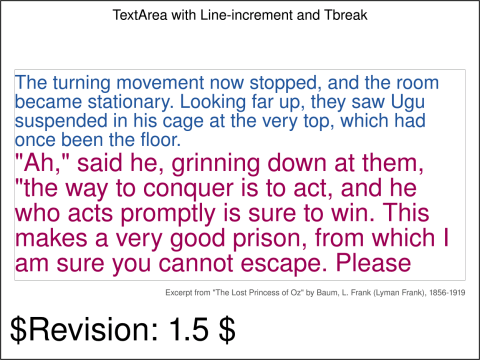 TextArea with Line-increment and Tbreak
The turning movement now stopped, and the room
became stationary. Looking far up, they saw Ugu
suspended in his cage at the very top, which had
once been the floor.
"Ah," said he, grinning down at them,
"the way to conquer is to act, and he
who acts promptly is sure to win. This
makes a very good prison, from which I
am sure you cannot escape. Please
Excerpt from "The Lost Princess of Oz" by Baum, L. Frank (Lyman Frank), 1856-1919
$Revision: 1.5 $